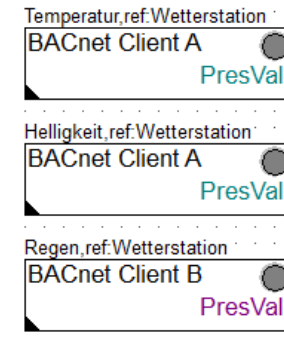 Temperatur,ref:Wetterstation
BACnet Client A
PresVal
Helligkeit,ref:Wetterstation
BACnet Client A
PresVal
Regen,ref:Wetterstation
BACnet Client B
PresVal